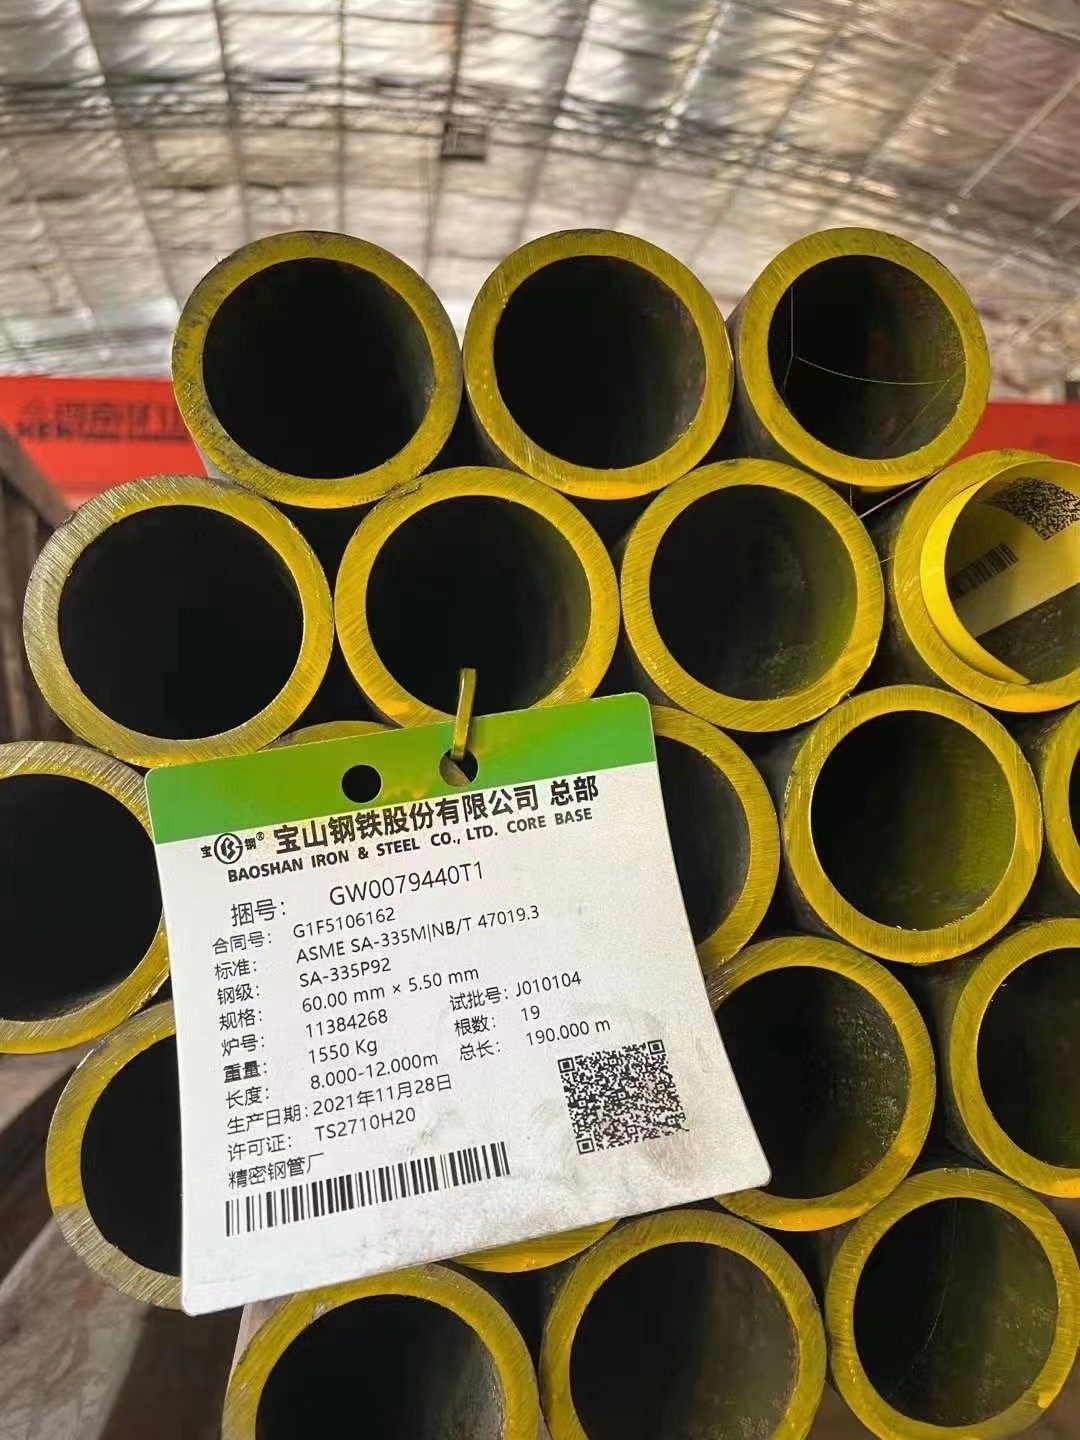 宝钢® 宝山钢铁股份有限公司 总部
BAOSHAN IRON & STEEL CO., LTD. CORE BASE
捆号: GW0079440T1
合同号: G1F5106162
标准: ASME SA-335M|NB/T 47019.3
钢级: SA-335P92
规格: 60.00 mm × 5.50 mm
炉号: 11384268 试批号: J010104
重量: 1550 Kg 根数: 19
长度: 8.000-12.000m 总长: 190.000 m
生产日期: 2021年11月28日
许可证: TS2710H20
精密钢管厂